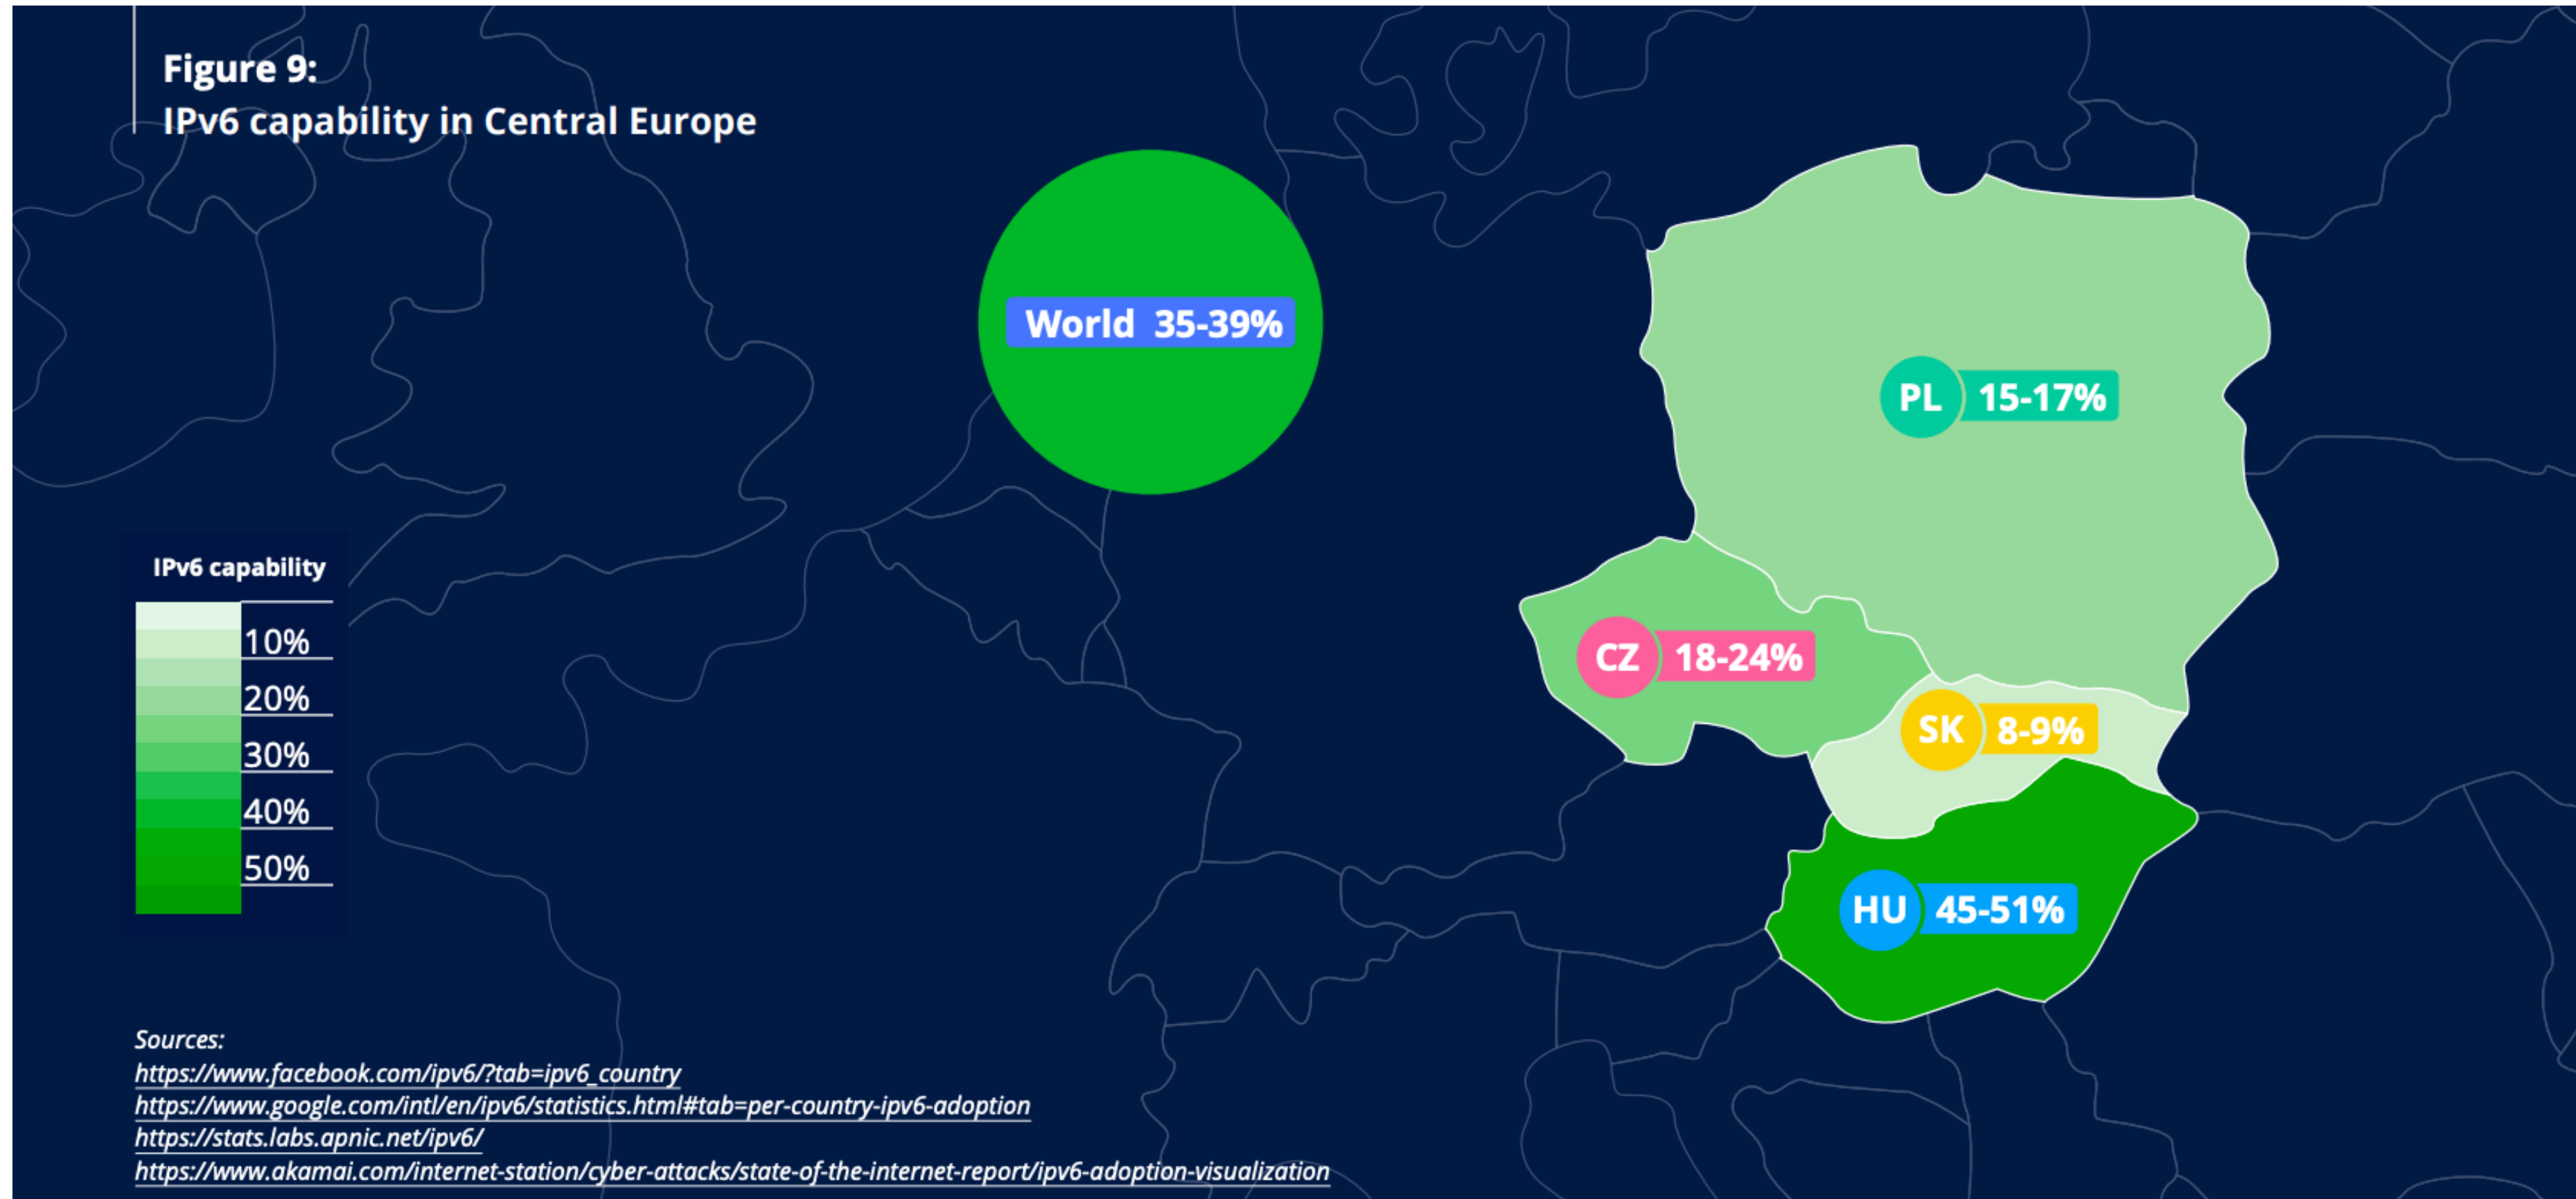 Figure 9:
IPv6 capability in Central Europe
World 35-39%
PL 15-17%
CZ 18-24%
SK 8-9%
HU 45-51%
IPv6 capability
10%
20%
30%
40%
50%
Sources:
https://www.facebook.com/ipv6/?tab=ipv6_country
https://www.google.com/intl/en/ipv6/statistics.html#tab=per-country-ipv6-adoption
https://stats.labs.apnic.net/ipv6/
https://www.akamai.com/internet-station/cyber-attacks/state-of-the-internet-report/ipv6-adoption-visualization